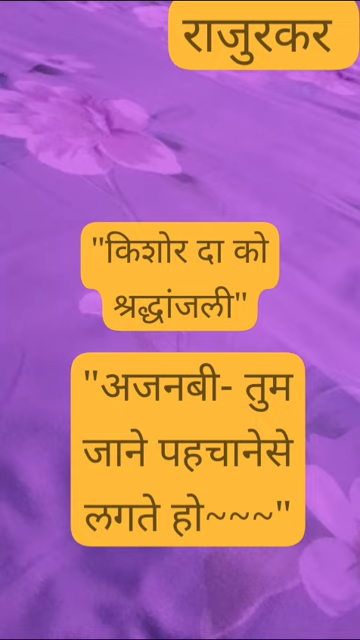 राजुरकर
"किशोर दा को
श्रद्धांजली"
"अजनबी- तुम
जाने पहचानेसे
लगते हो~~~"